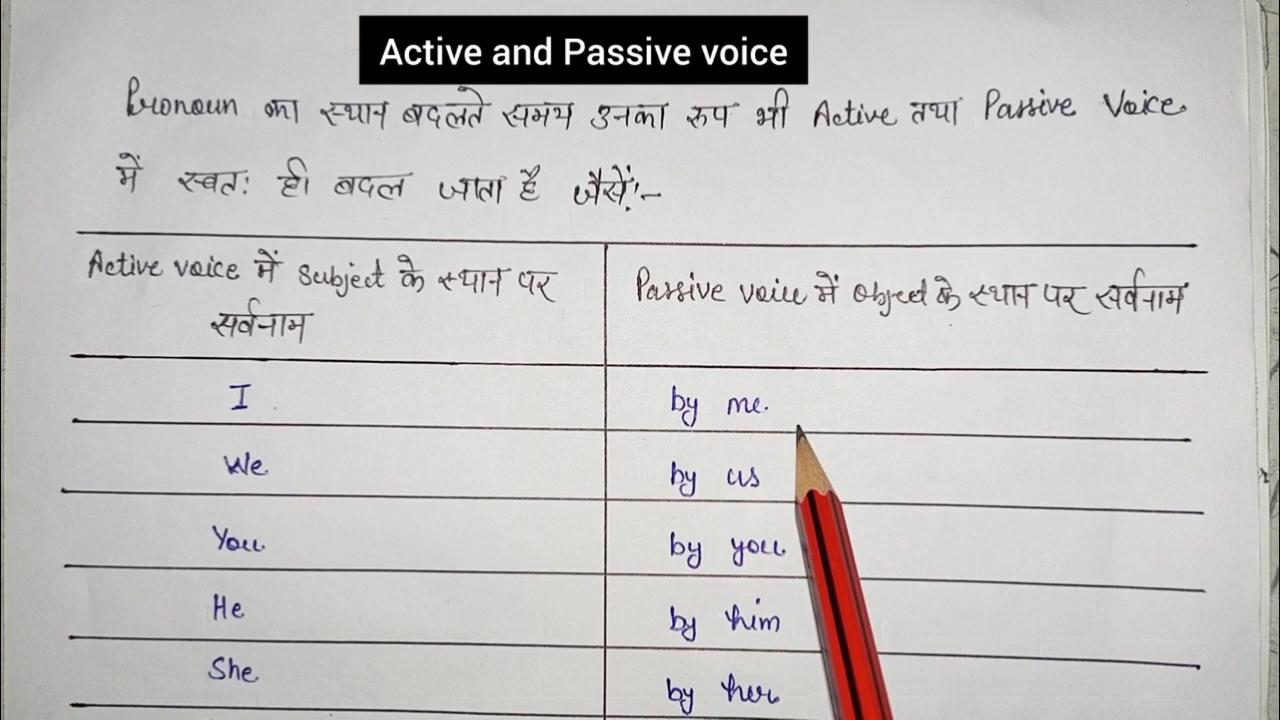 Active and Passive voice
Pronoun का स्थान बदलते समय उनका रुप भी Active तथा Passive Voice
में स्वतः ही बदल जाता है जैसें:-
Active voice में subject के स्थान पर
सर्वनाम
Passive voice में object के स्थान पर सर्वनाम
I
by me.
We
by us
You
by you
He
by him
She
by her